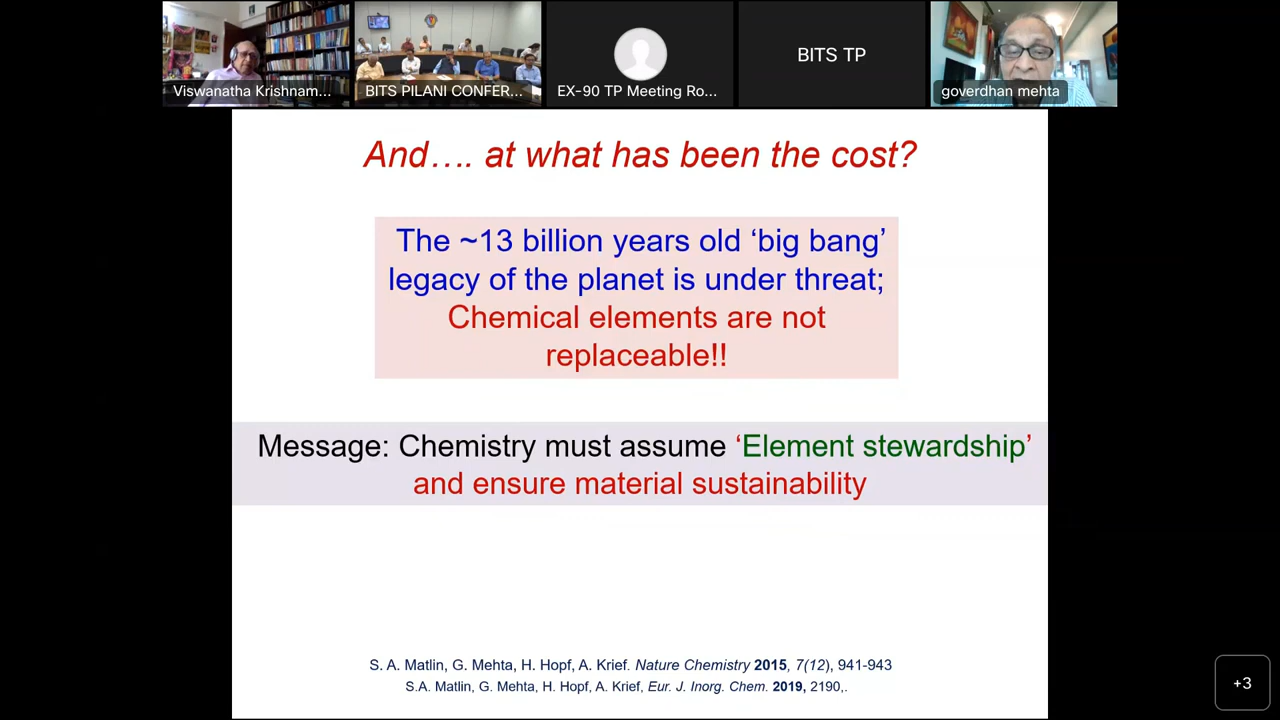 Viswanatha Krishnam...
BITS PILANI CONFER...
EX-90 TP Meeting Ro...
BITS TP
goverdhan mehta
And.... at what has been the cost?
The ~13 billion years old ‘big bang’
legacy of the planet is under threat;
Chemical elements are not
replaceable!!
Message: Chemistry must assume ‘Element stewardship’
and ensure material sustainability
S. A. Matlin, G. Mehta, H. Hopf, A. Krief. Nature Chemistry 2015, 7(12), 941-943
S.A. Matlin, G. Mehta, H. Hopf, A. Krief, Eur. J. Inorg. Chem. 2019, 2190,.
+3